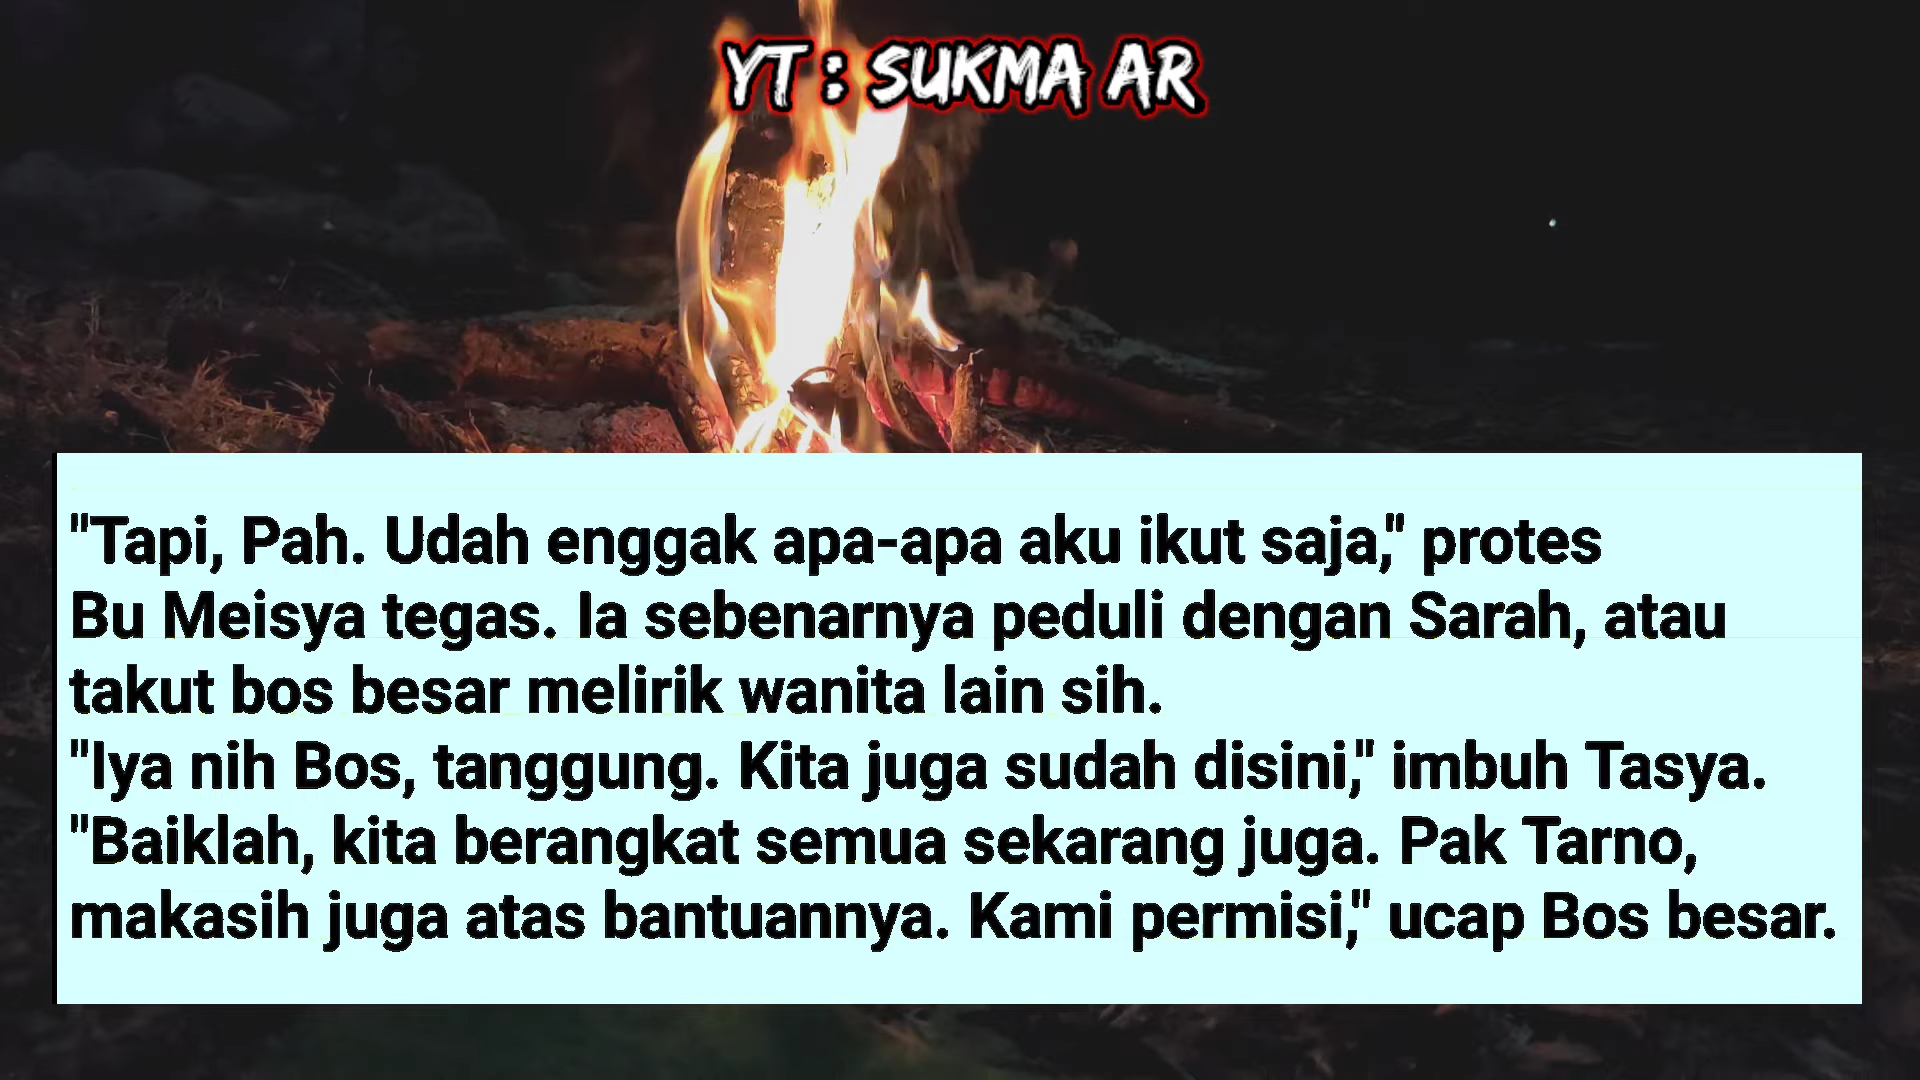 YT : SUKMA AR
"Tapi, Pah. Udah enggak apa-apa aku ikut saja," protes
Bu Meisya tegas. Ia sebenarnya peduli dengan Sarah, atau
takut bos besar melirik wanita lain sih.
"Iya nih Bos, tanggung. Kita juga sudah disini," imbuh Tasya.
"Baiklah, kita berangkat semua sekarang juga. Pak Tarno,
makasih juga atas bantuannya. Kami permisi," ucap Bos besar.